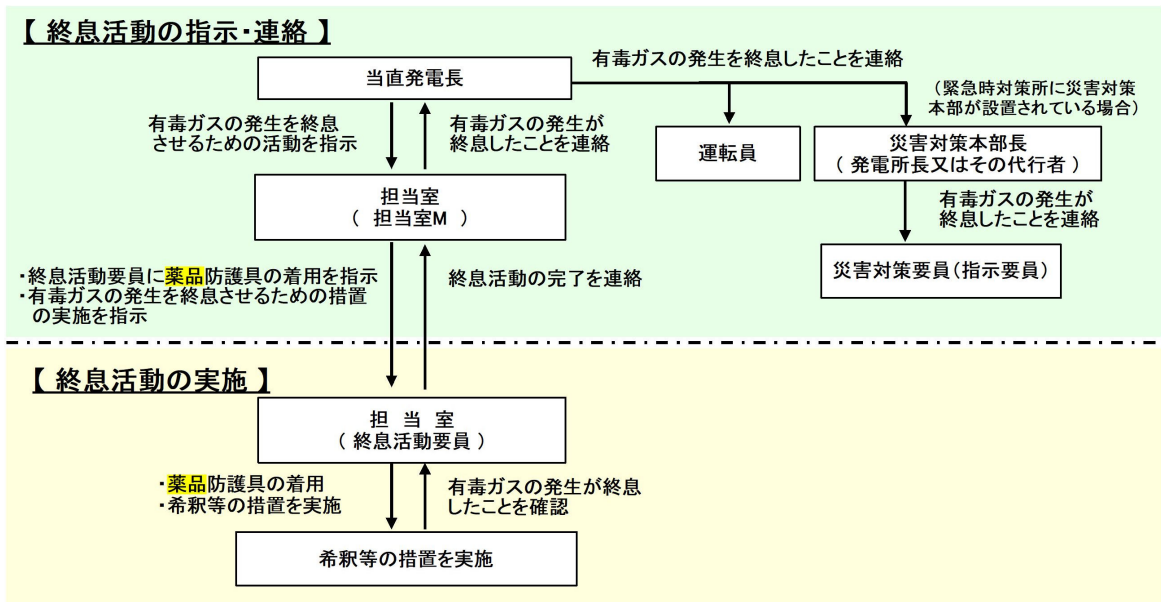 【 終息活動の指示・連絡 】
当直発電長
有毒ガスの発生を終息したことを連絡
(緊急時対策所に災害対策
本部が設置されている場合)
有毒ガスの発生を終息
させるための活動を指示
有毒ガスの発生が
終息したことを連絡
運転員
災害対策本部長
( 発電所長又はその代行者 )
担当室
( 担当室M )
有毒ガスの発生が
終息したことを連絡
災害対策要員(指示要員)
・終息活動要員に薬品防護具の着用を指示
・有毒ガスの発生を終息させるための措置
の実施を指示
終息活動の完了を連絡
【 終息活動の実施 】
担 当 室
( 終息活動要員 )
・薬品防護具の着用
・希釈等の措置を実施
有毒ガスの発生が終息
したことを確認
希釈等の措置を実施